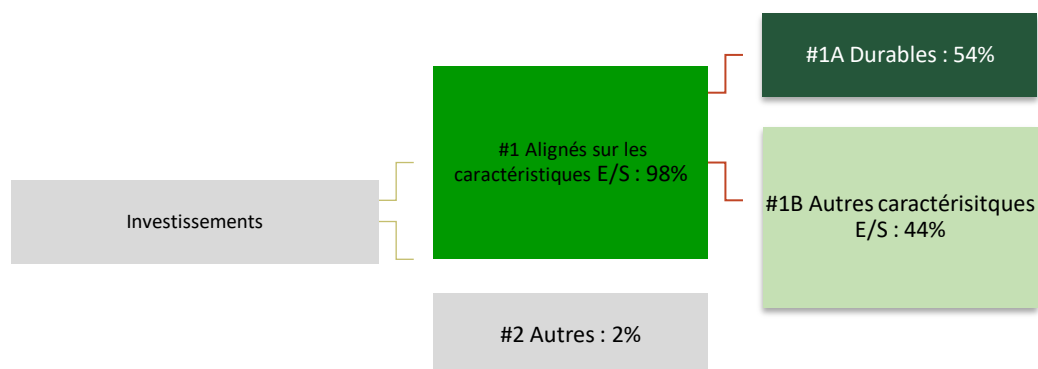 Investissements
#1 Alignés sur les
caractéristiques E/S : 98%
#2 Autres : 2%
#1A Durables : 54%
#1B Autres caractérisitques
E/S : 44%